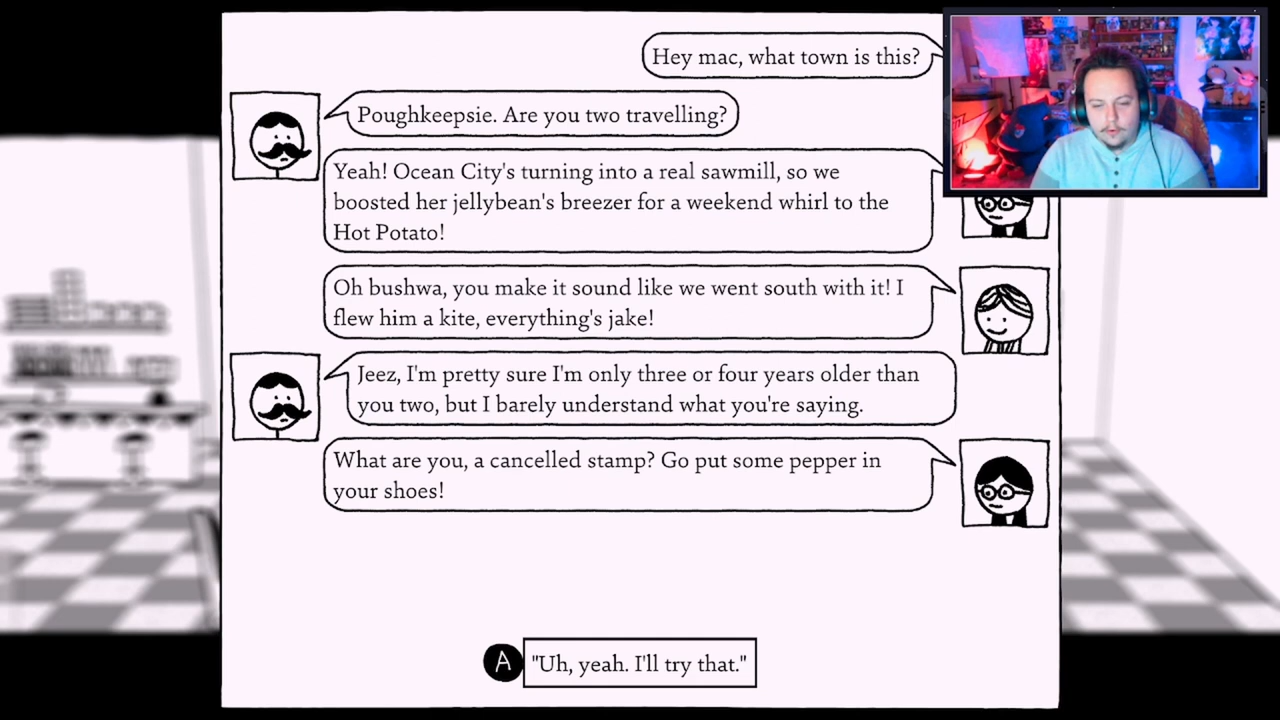 Hey mac, what town is this?
Poughkeepsie. Are you two travelling?
Yeah! Ocean City's turning into a real sawmill, so we
boosted her jellybean's breezer for a weekend whirl to the
Hot Potato!
Oh bushwa, you make it sound like we went south with it! I
flew him a kite, everything's jake!
Jeez, I'm pretty sure I'm only three or four years older than
you two, but I barely understand what you're saying.
What are you, a cancelled stamp? Go put some pepper in
your shoes!
A "Uh, yeah. I'll try that."